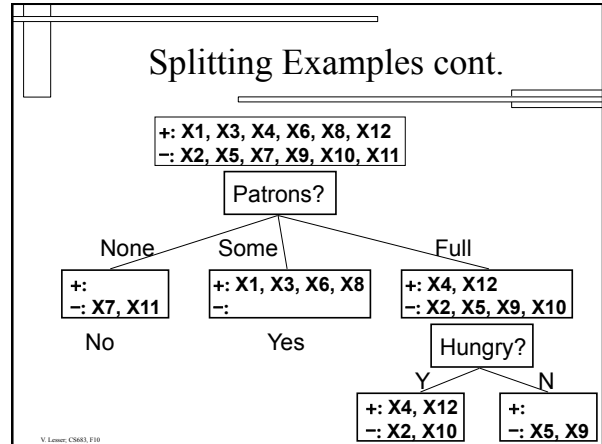 Splitting Examples cont.
+: X1, X3, X4, X6, X8, X12
−: X2, X5, X7, X9, X10, X11
Patrons?
None Some Full
+:
−: X7, X11
+: X1, X3, X6, X8
−:
+: X4, X12
−: X2, X5, X9, X10
No Yes
Hungry?
Y N
+: X4, X12
−: X2, X10
+:
−: X5, X9
V. Lesser; CS683, F10